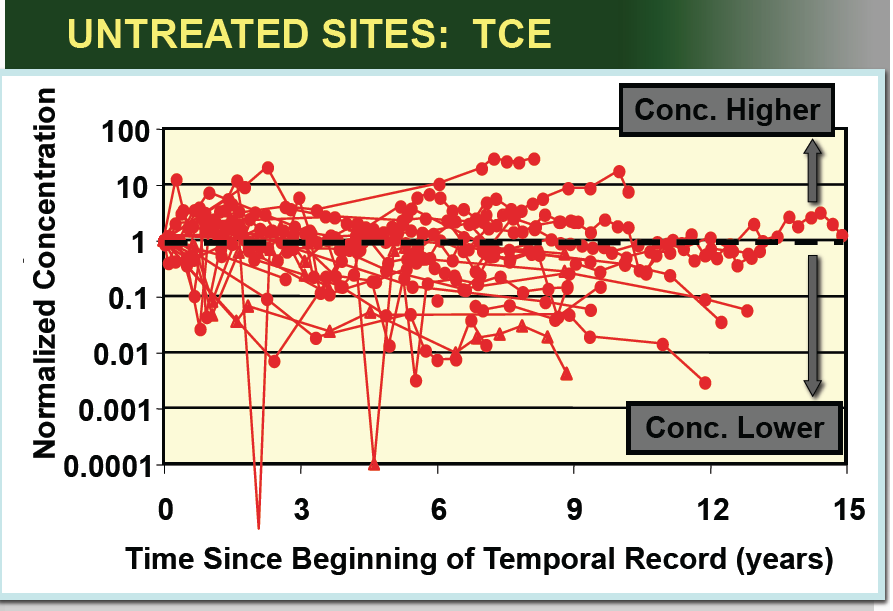 UNTREATED SITES: TCE
Conc. Higher
Normalized Concentration
100
10
1
0.1
0.01
0.001
0.0001
Conc. Lower
0
3
6
9
12
15
Time Since Beginning of Temporal Record (years)